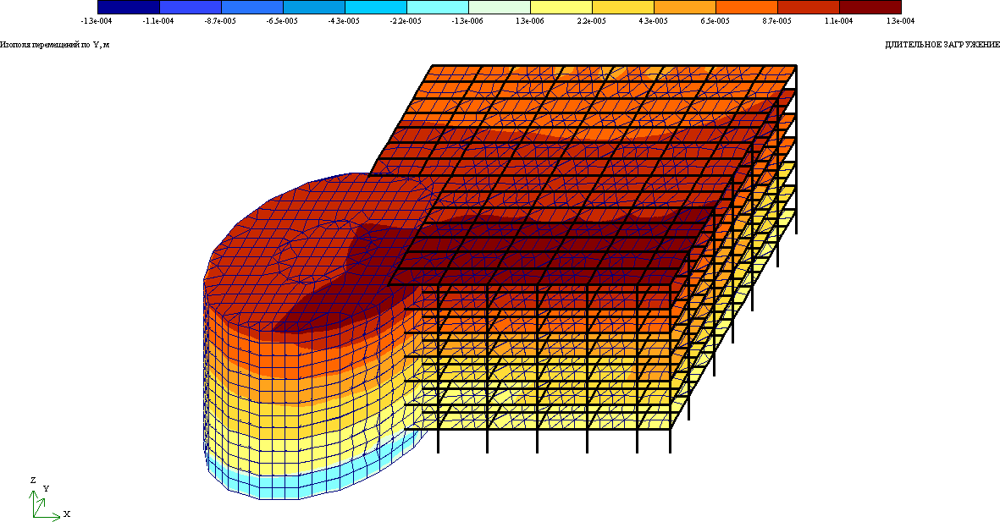 -1.3e-004 -1.1e-004 -8.7e-005 -6.5e-005 -4.3e-005 -2.2e-005 -1.3e-006 1.3e-006 2.2e-005 4.3e-005 6.5e-005 8.7e-005 1.1e-004 1.3e-004
Изополя перемещений по Y, м ДЛИТЕЛЬНОЕ ЗАГРУЖЕНИЕ
Z
Y
X